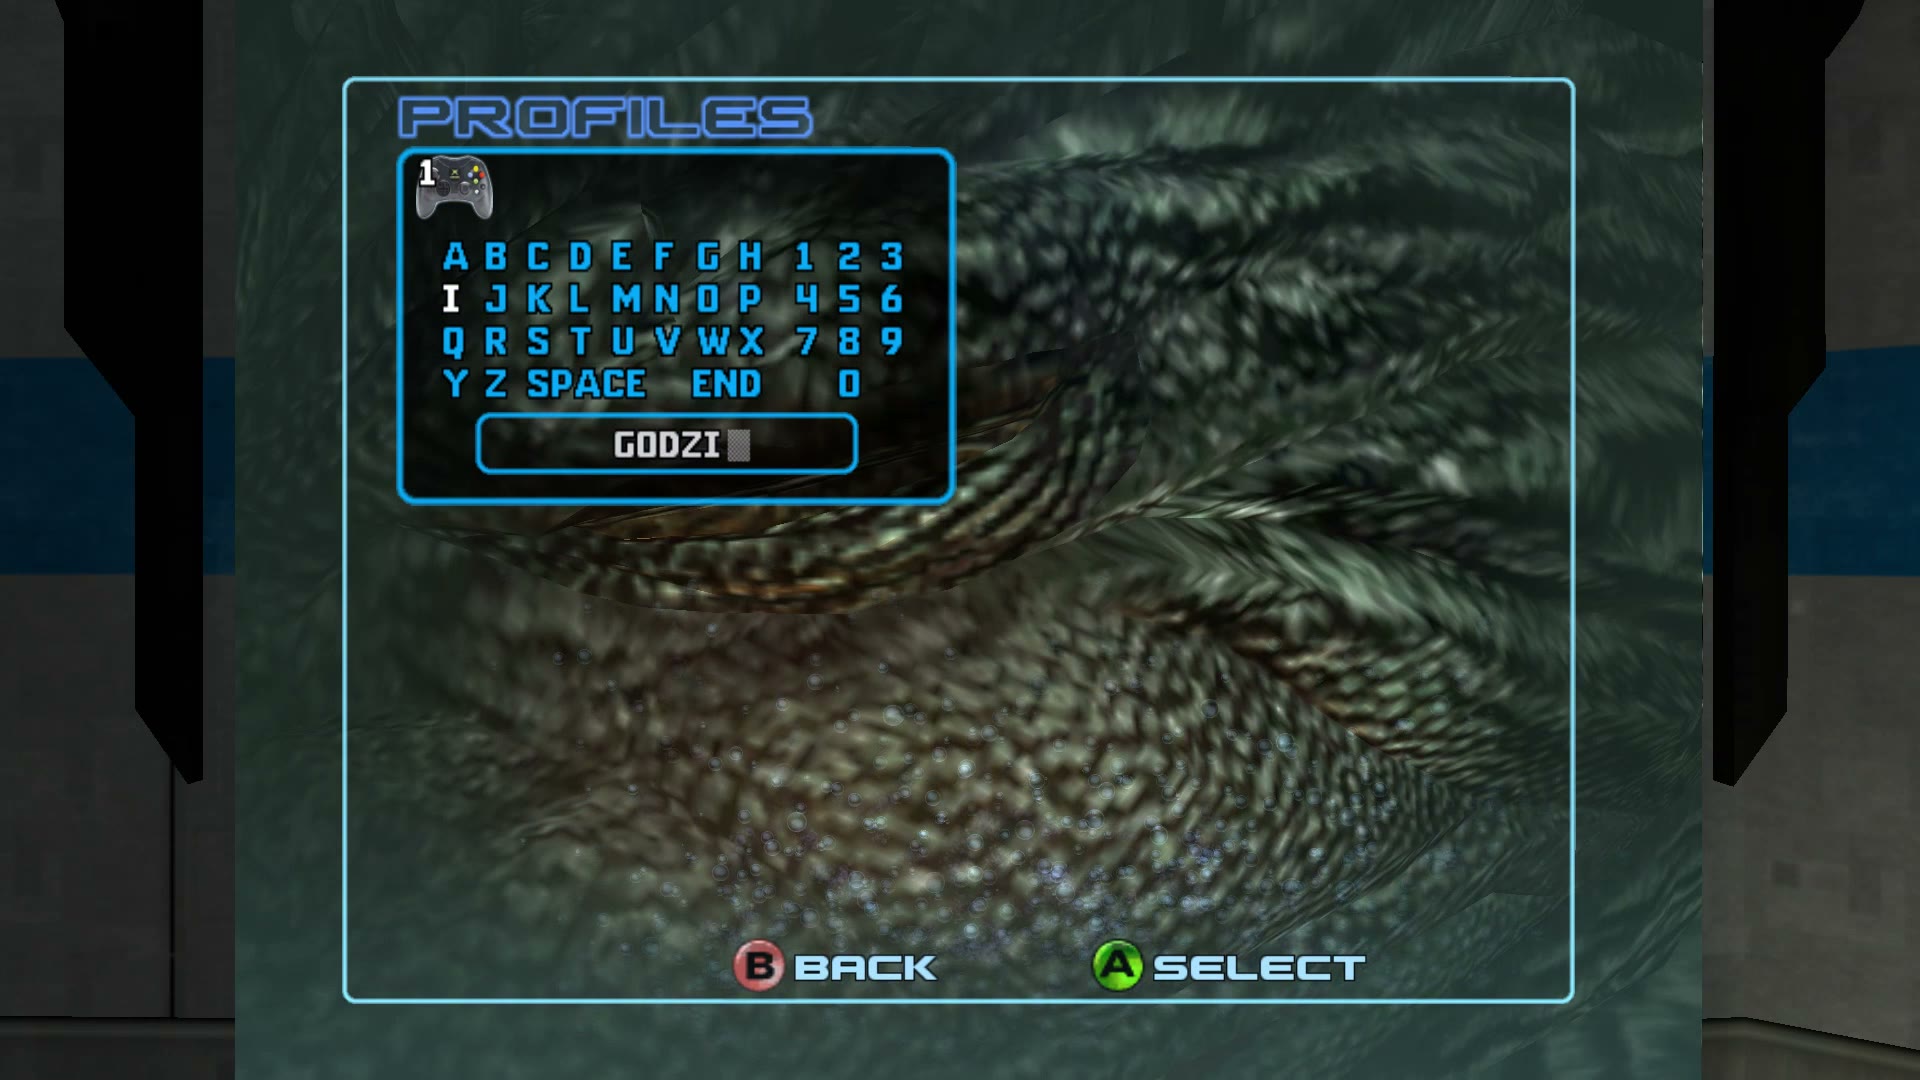 PROFILES
1
A B C D E F G H 1 2 3
I J K L M N O P 4 5 6
Q R S T U V W X 7 8 9
Y Z SPACE END 0
GODZI
B BACK A SELECT